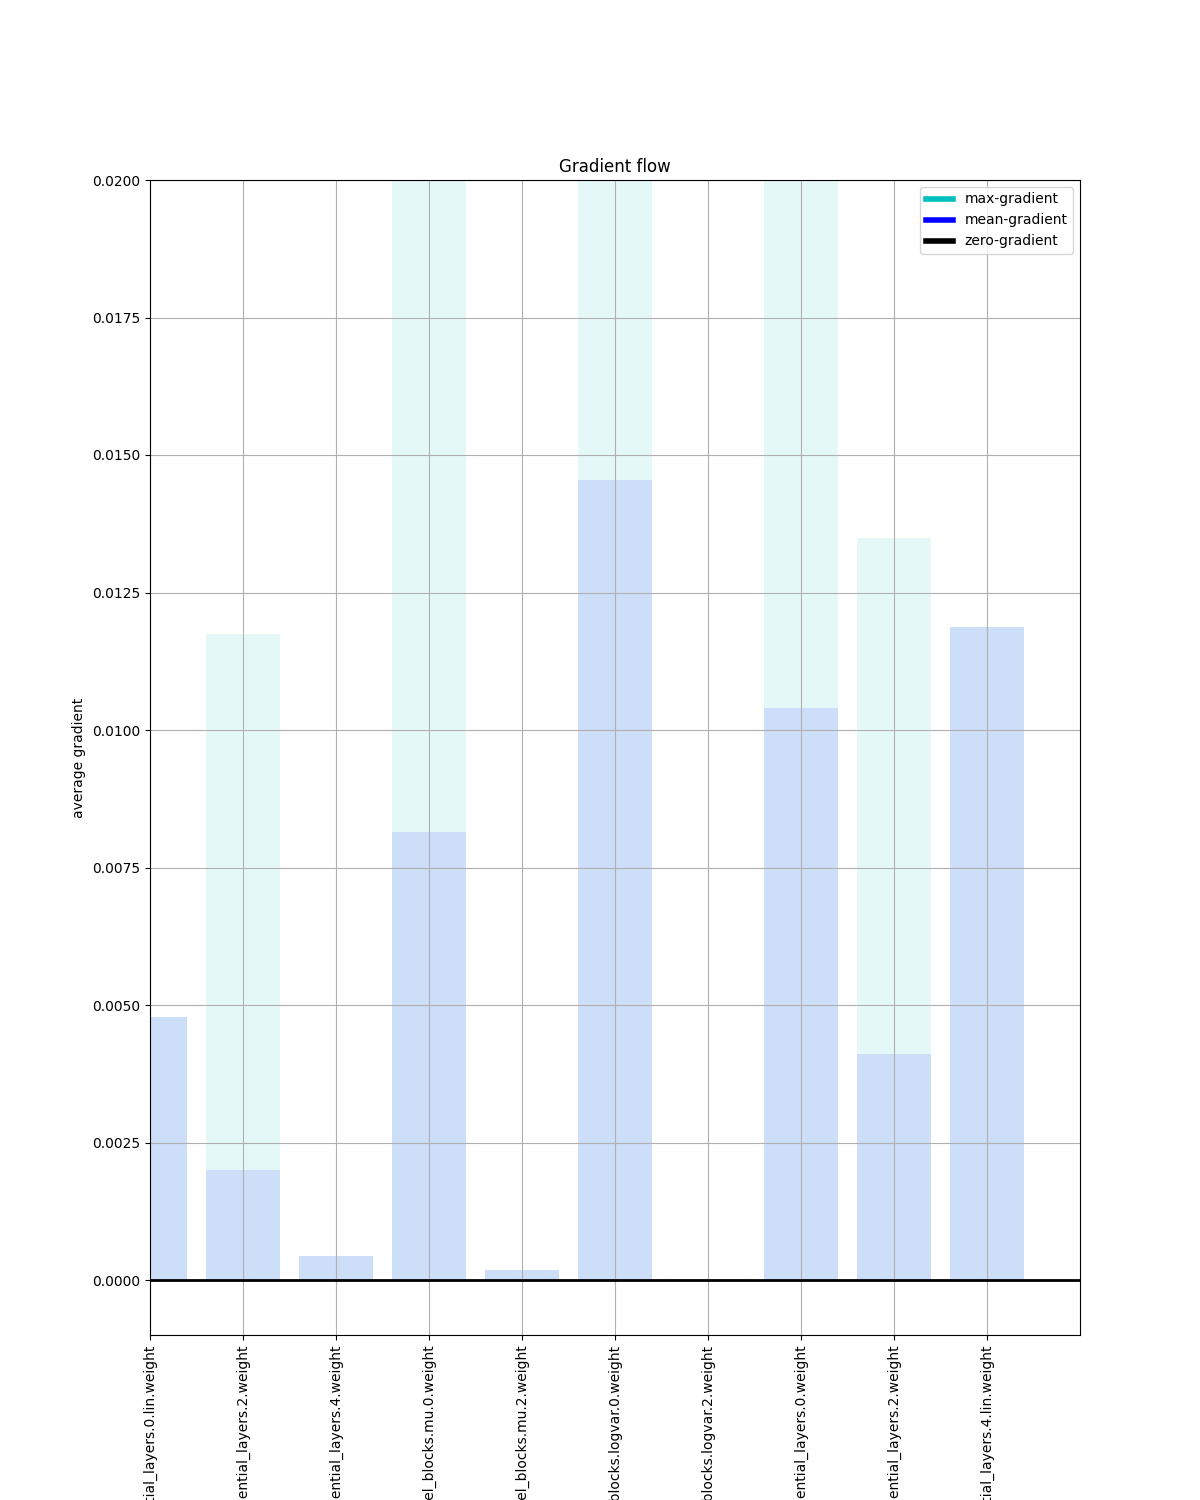 Gradient flow
max-gradient
mean-gradient
zero-gradient
0.0200
0.0175
0.0150
0.0125
0.0100
0.0075
0.0050
0.0025
0.0000
average gradient
tial_layers.0.lin.weight
ential_layers.2.weight
ential_layers.4.weight
el_blocks.mu.0.weight
el_blocks.mu.2.weight
blocks.logvar.0.weight
blocks.logvar.2.weight
ential_layers.0.weight
ential_layers.2.weight
tial_layers.4.lin.weight